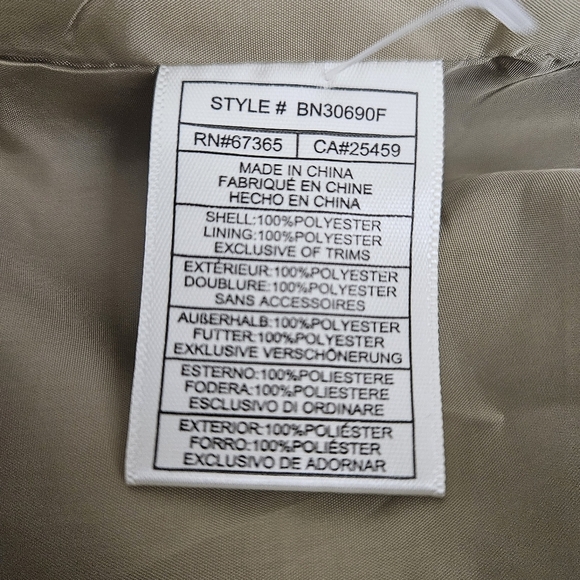 STYLE # BN30690F
RN#67365 CA#25459
MADE IN CHINA
FABRIQUÉ EN CHINE
HECHO EN CHINA
SHELL:100%POLYESTER
LINING:100%POLYESTER
EXCLUSIVE OF TRIMS
EXTÉRIEUR:100%POLYESTER
DOUBLURE:100%POLYESTER
SANS ACCESSOIRES
AUßERHALB:100%POLYESTER
FUTTER:100%POLYESTER
EXKLUSIVE VERSCHÖNERUNG
ESTERNO:100%POLIESTERE
FODERA:100%POLIESTERE
ESCLUSIVO DI ORDINARE
EXTERIOR:100%POLIÉSTER
FORRO:100%POLIÉSTER
EXCLUSIVO DE ADORNAR